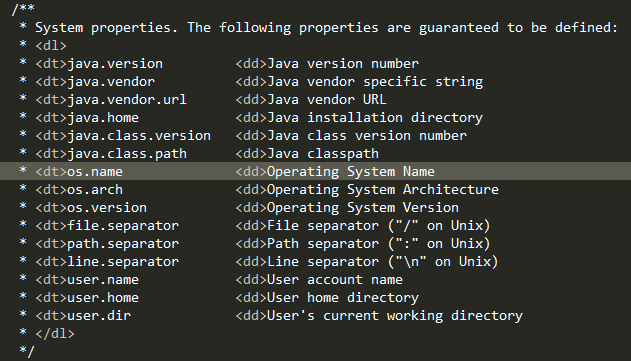 /**
 * System properties. The following properties are guaranteed to be defined:
 * <dl>
 * <dt>java.version         <dd>Java version number
 * <dt>java.vendor          <dd>Java vendor specific string
 * <dt>java.vendor.url      <dd>Java vendor URL
 * <dt>java.home            <dd>Java installation directory
 * <dt>java.class.version   <dd>Java class version number
 * <dt>java.class.path      <dd>Java classpath
 * <dt>os.name              <dd>Operating System Name
 * <dt>os.arch              <dd>Operating System Architecture
 * <dt>os.version           <dd>Operating System Version
 * <dt>file.separator       <dd>File separator ("/" on Unix)
 * <dt>path.separator       <dd>Path separator (":" on Unix)
 * <dt>line.separator       <dd>Line separator ("\n" on Unix)
 * <dt>user.name            <dd>User account name
 * <dt>user.home            <dd>User home directory
 * <dt>user.dir             <dd>User's current working directory
 * </dl>
 */